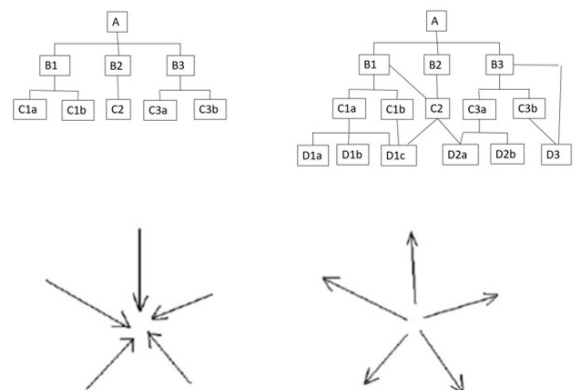 A
B1 B2 B3
C1a C1b C2 C3a C3b
A
B1 B2 B3
C1a C1b C2 C3a C3b
D1a D1b D1c D2a D2b D3